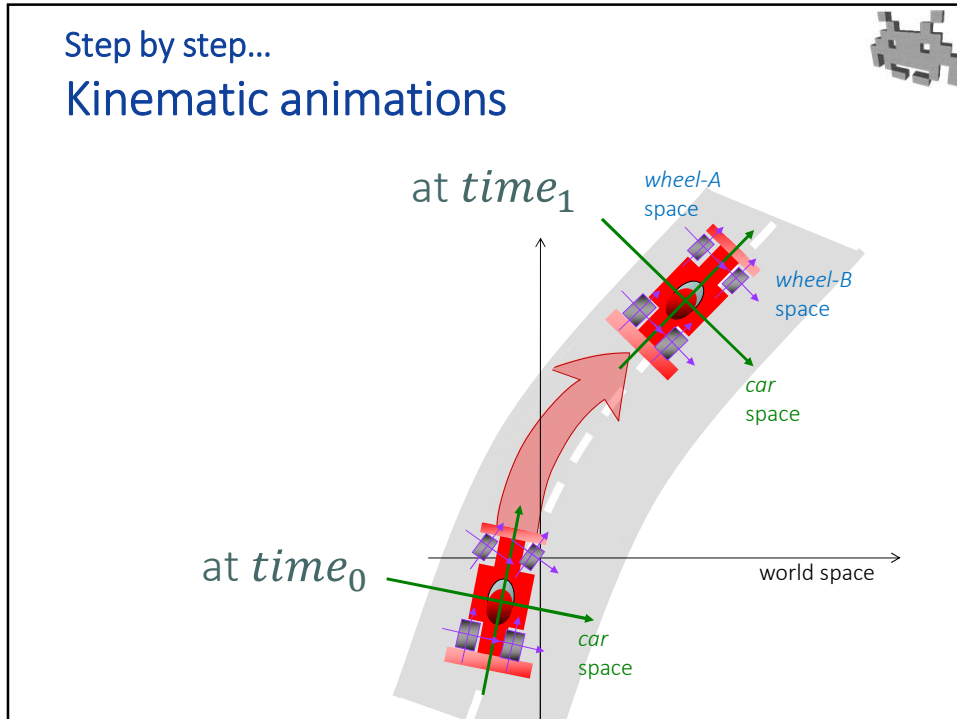 Step by step…
Kinematic animations
at time₁
wheel-A
space
wheel-B
space
car
space
at time₀
world space
car
space